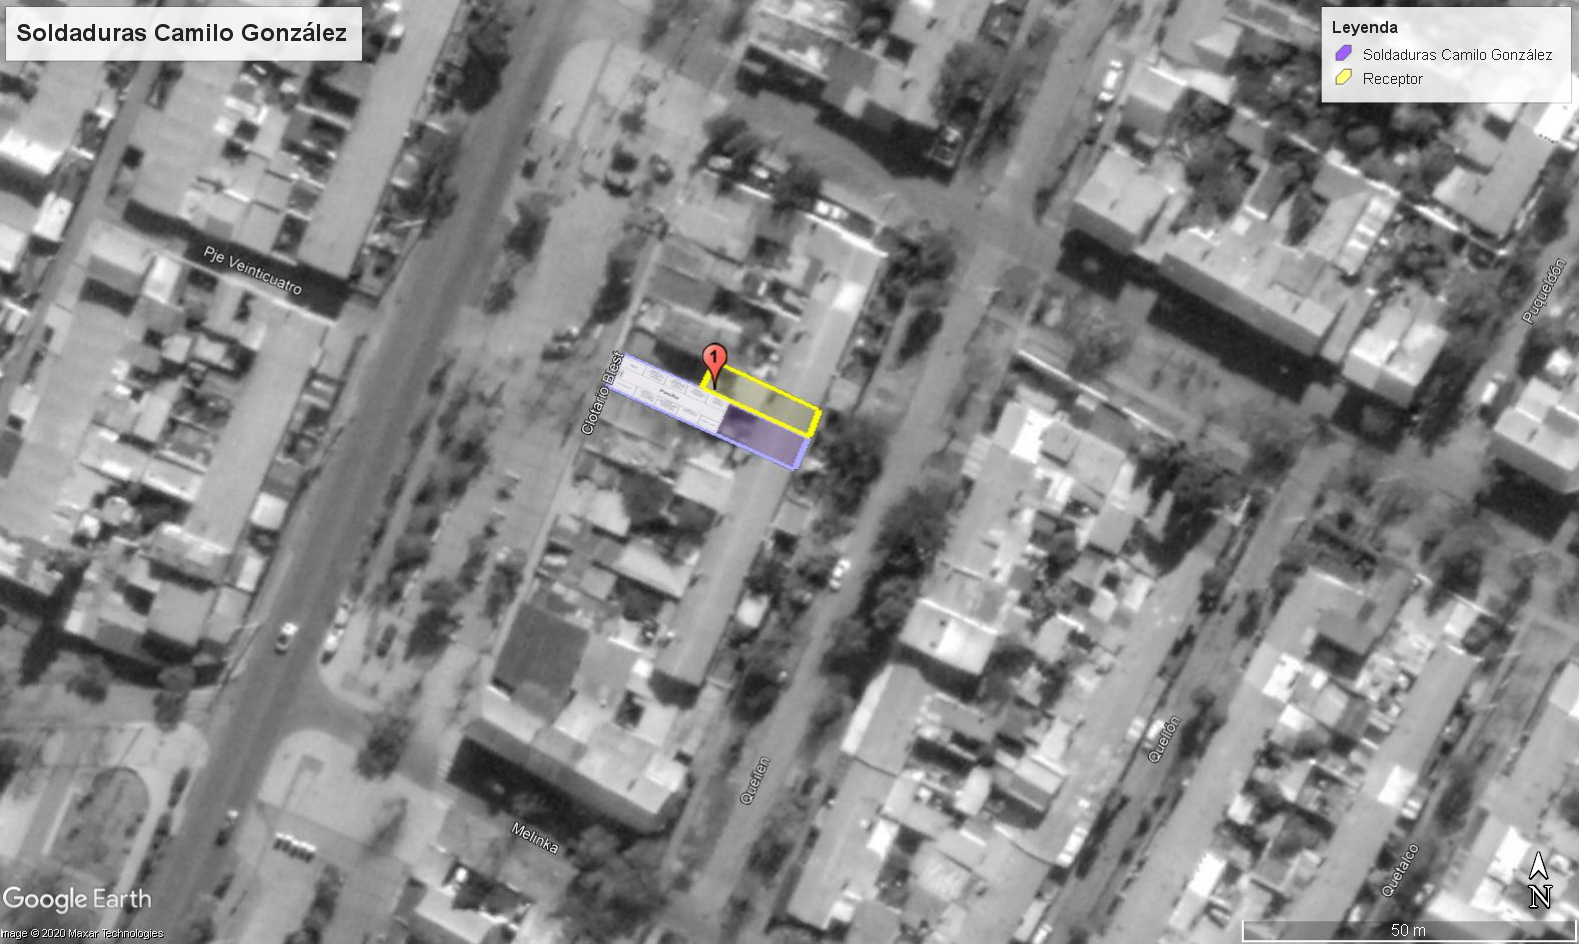 Soldaduras Camilo González
Leyenda
Soldaduras Camilo González
Receptor
Pje Veinticuatro
Puqueldón
1
Clotario Blest
Queilen
Quellón
Melinka
Quetalco
Google Earth
N
50 m
Image © 2020 Maxar Technologies